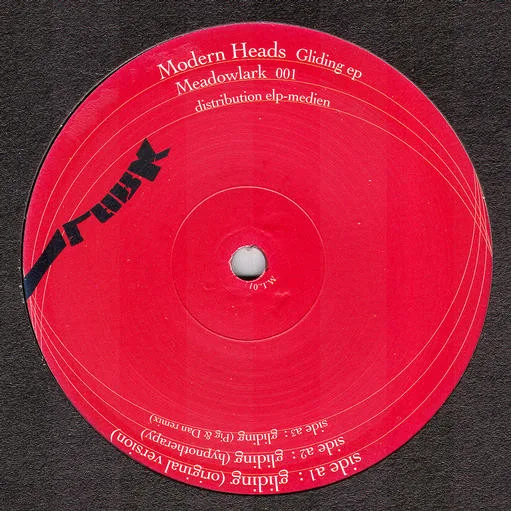 Modern Heads Gliding ep
Meadowlark 001
distribution elp-medien
side a1 : gliding (original version)
side a2 : gliding (hypnotherapy)
side a3 : gliding (Pig & Dan remix)